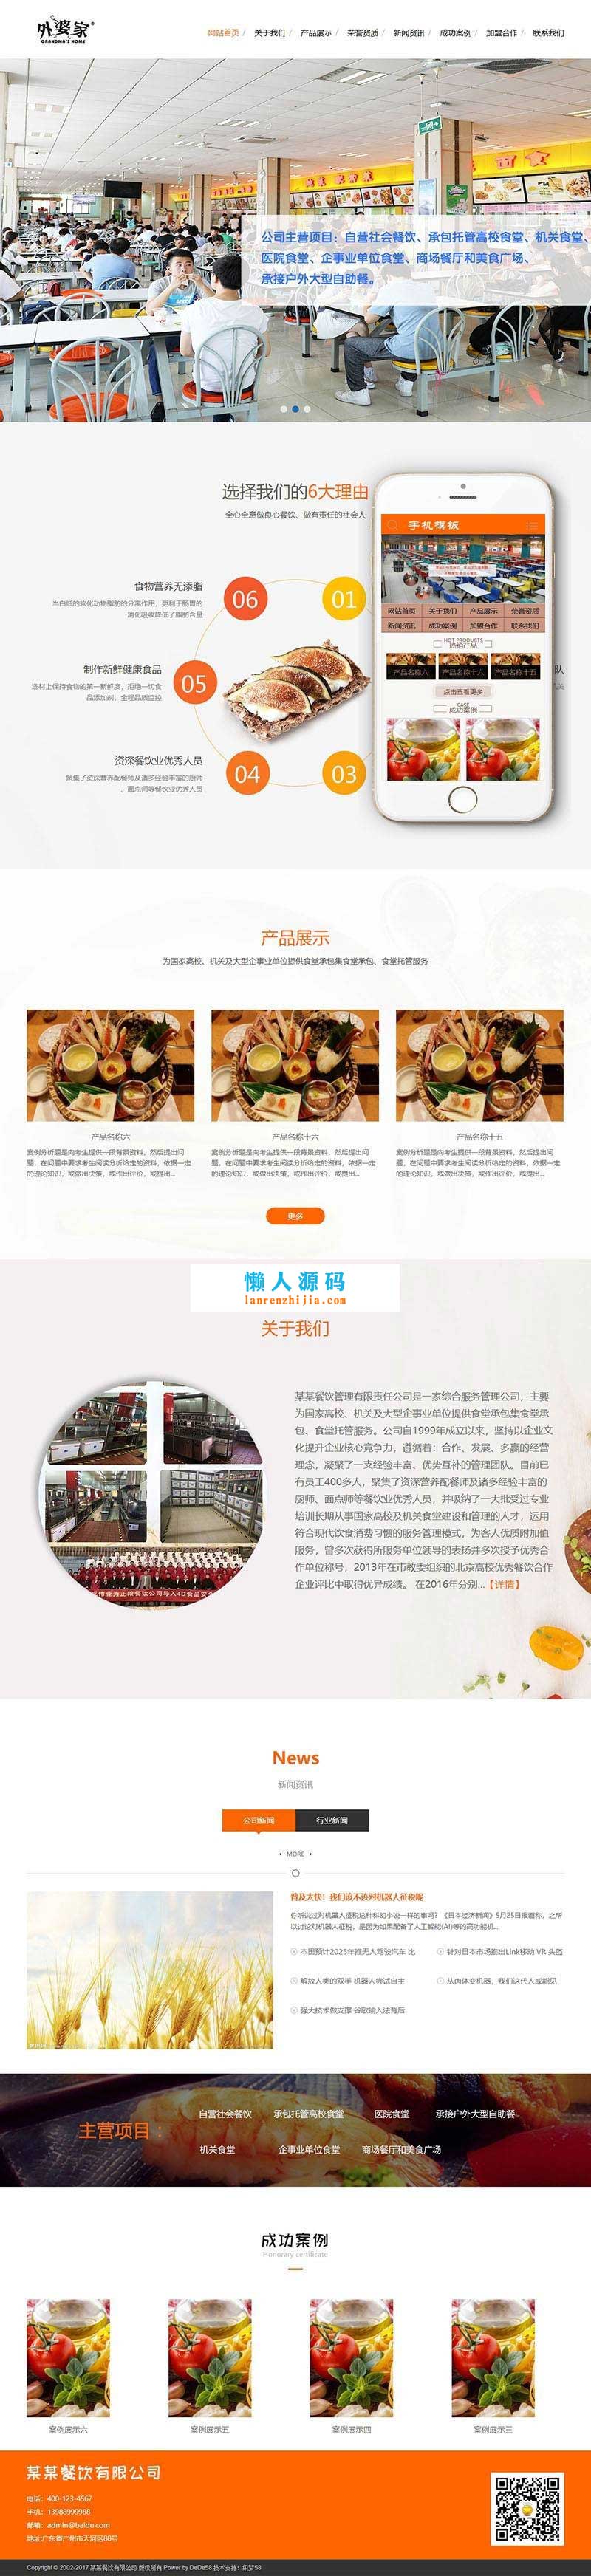 外婆家
GRANDMA'S HOME
网站首页 / 关于我们 / 产品展示 / 荣誉资质 / 新闻资讯 / 成功案例 / 加盟合作 / 联系我们
公司主营项目：自营社会餐饮、承包托管高校食堂、机关食堂、
医院食堂、企事业单位食堂、商场餐厅和美食广场、
承接户外大型自助餐。
选择我们的6大理由
全心全意做良心餐饮、做有责任的社会人
食物营养无添脂
当白纸的软化动物脂肪的分离作用，更利于肠胃的
消化吸收降低了脂肪含量
06
01
制作新鲜健康食品
选材上保持食物的第一新鲜度，拒绝一切食
品添加剂，全程品质监控
05
资深餐饮业优秀人员
聚集了资深营养配餐师及诸多经验丰富的厨师
、面点师等餐饮业优秀人员
04
03
队
手机模板
网站首页 关于我们 产品展示 荣誉资质
新闻资讯 成功案例 加盟合作 联系我们
HOT PRODUCTS
热销产品
产品名称六 产品名称十六 产品名称十五
点击查看更多
CASE
成功案例
产品展示
为国家高校、机关及大型企事业单位提供食堂承包集食堂承包、食堂托管服务
产品名称六
案例分析题是向考生提供一段背景资料，然后提出问
题，在问题中要求考生阅读分析给定的资料，依据一定
的理论知识，或做出决策，或作出评价，或提出...
产品名称十六
案例分析题是向考生提供一段背景资料，然后提出问
题，在问题中要求考生阅读分析给定的资料，依据一定
的理论知识，或做出决策，或作出评价，或提出...
产品名称十五
案例分析题是向考生提供一段背景资料，然后提出问
题，在问题中要求考生阅读分析给定的资料，依据一定
的理论知识，或做出决策，或作出评价，或提出...
更多
懒人源码
lanrenzhijia.com
关于我们
某某餐饮管理有限责任公司是一家综合服务管理公司，主要
为国家高校、机关及大型企事业单位提供食堂承包集食堂承
包、食堂托管服务。公司自1999年成立以来，坚持以企业文
化提升企业核心竞争力，遵循着：合作、发展、多赢的经营
理念，凝聚了一支经验丰富、优势互补的管理团队。目前已
有员工400多人，聚集了资深营养配餐师及诸多经验丰富的
厨师、面点师等餐饮业优秀人员，并吸纳了一大批受过专业
培训长期从事国家高校及机关食堂建设和管理的人才，运用
符合现代饮食消费习惯的服务管理模式，为客人优质附加值
服务，曾多次获得所服务单位领导的表扬并多次授予优秀合
作单位称号，2013年在市教委组织的北京高校优秀餐饮合作
企业评比中取得优异成绩。 在2016年分别...【详情】
News
新闻资讯
公司新闻
行业新闻
• MORE •
普及太快！我们该不该对机器人征税呢
你听说过对机器人征税这种科幻小说一样的事吗？《日本经济新闻》5月25日报道称，之所
以讨论对机器人征税，是因为如果配备了人工智能(AI)等的高功能机...
本田预计2025年推无人驾驶汽车 比
针对日本市场推出Link移动 VR 头盔
解放人类的双手 机器人尝试自主
从肉体变机器，我们这代人或能见
强大技术做支撑 谷歌输入法背后
主营项目：
自营社会餐饮 承包托管高校食堂 医院食堂 承接户外大型自助餐
机关食堂 企事业单位食堂 商场餐厅和美食广场
成功案例
Honorary certificate
案例展示六
案例展示五
案例展示四
案例展示三
某某餐饮有限公司
电话：400-123-4567
手机：13988999988
邮箱：admin@baidu.com
地址:广东省广州市天河区88号
Copyright © 2002-2017 某某餐饮有限公司 版权所有 Power by DeDe58 技术支持：织梦58